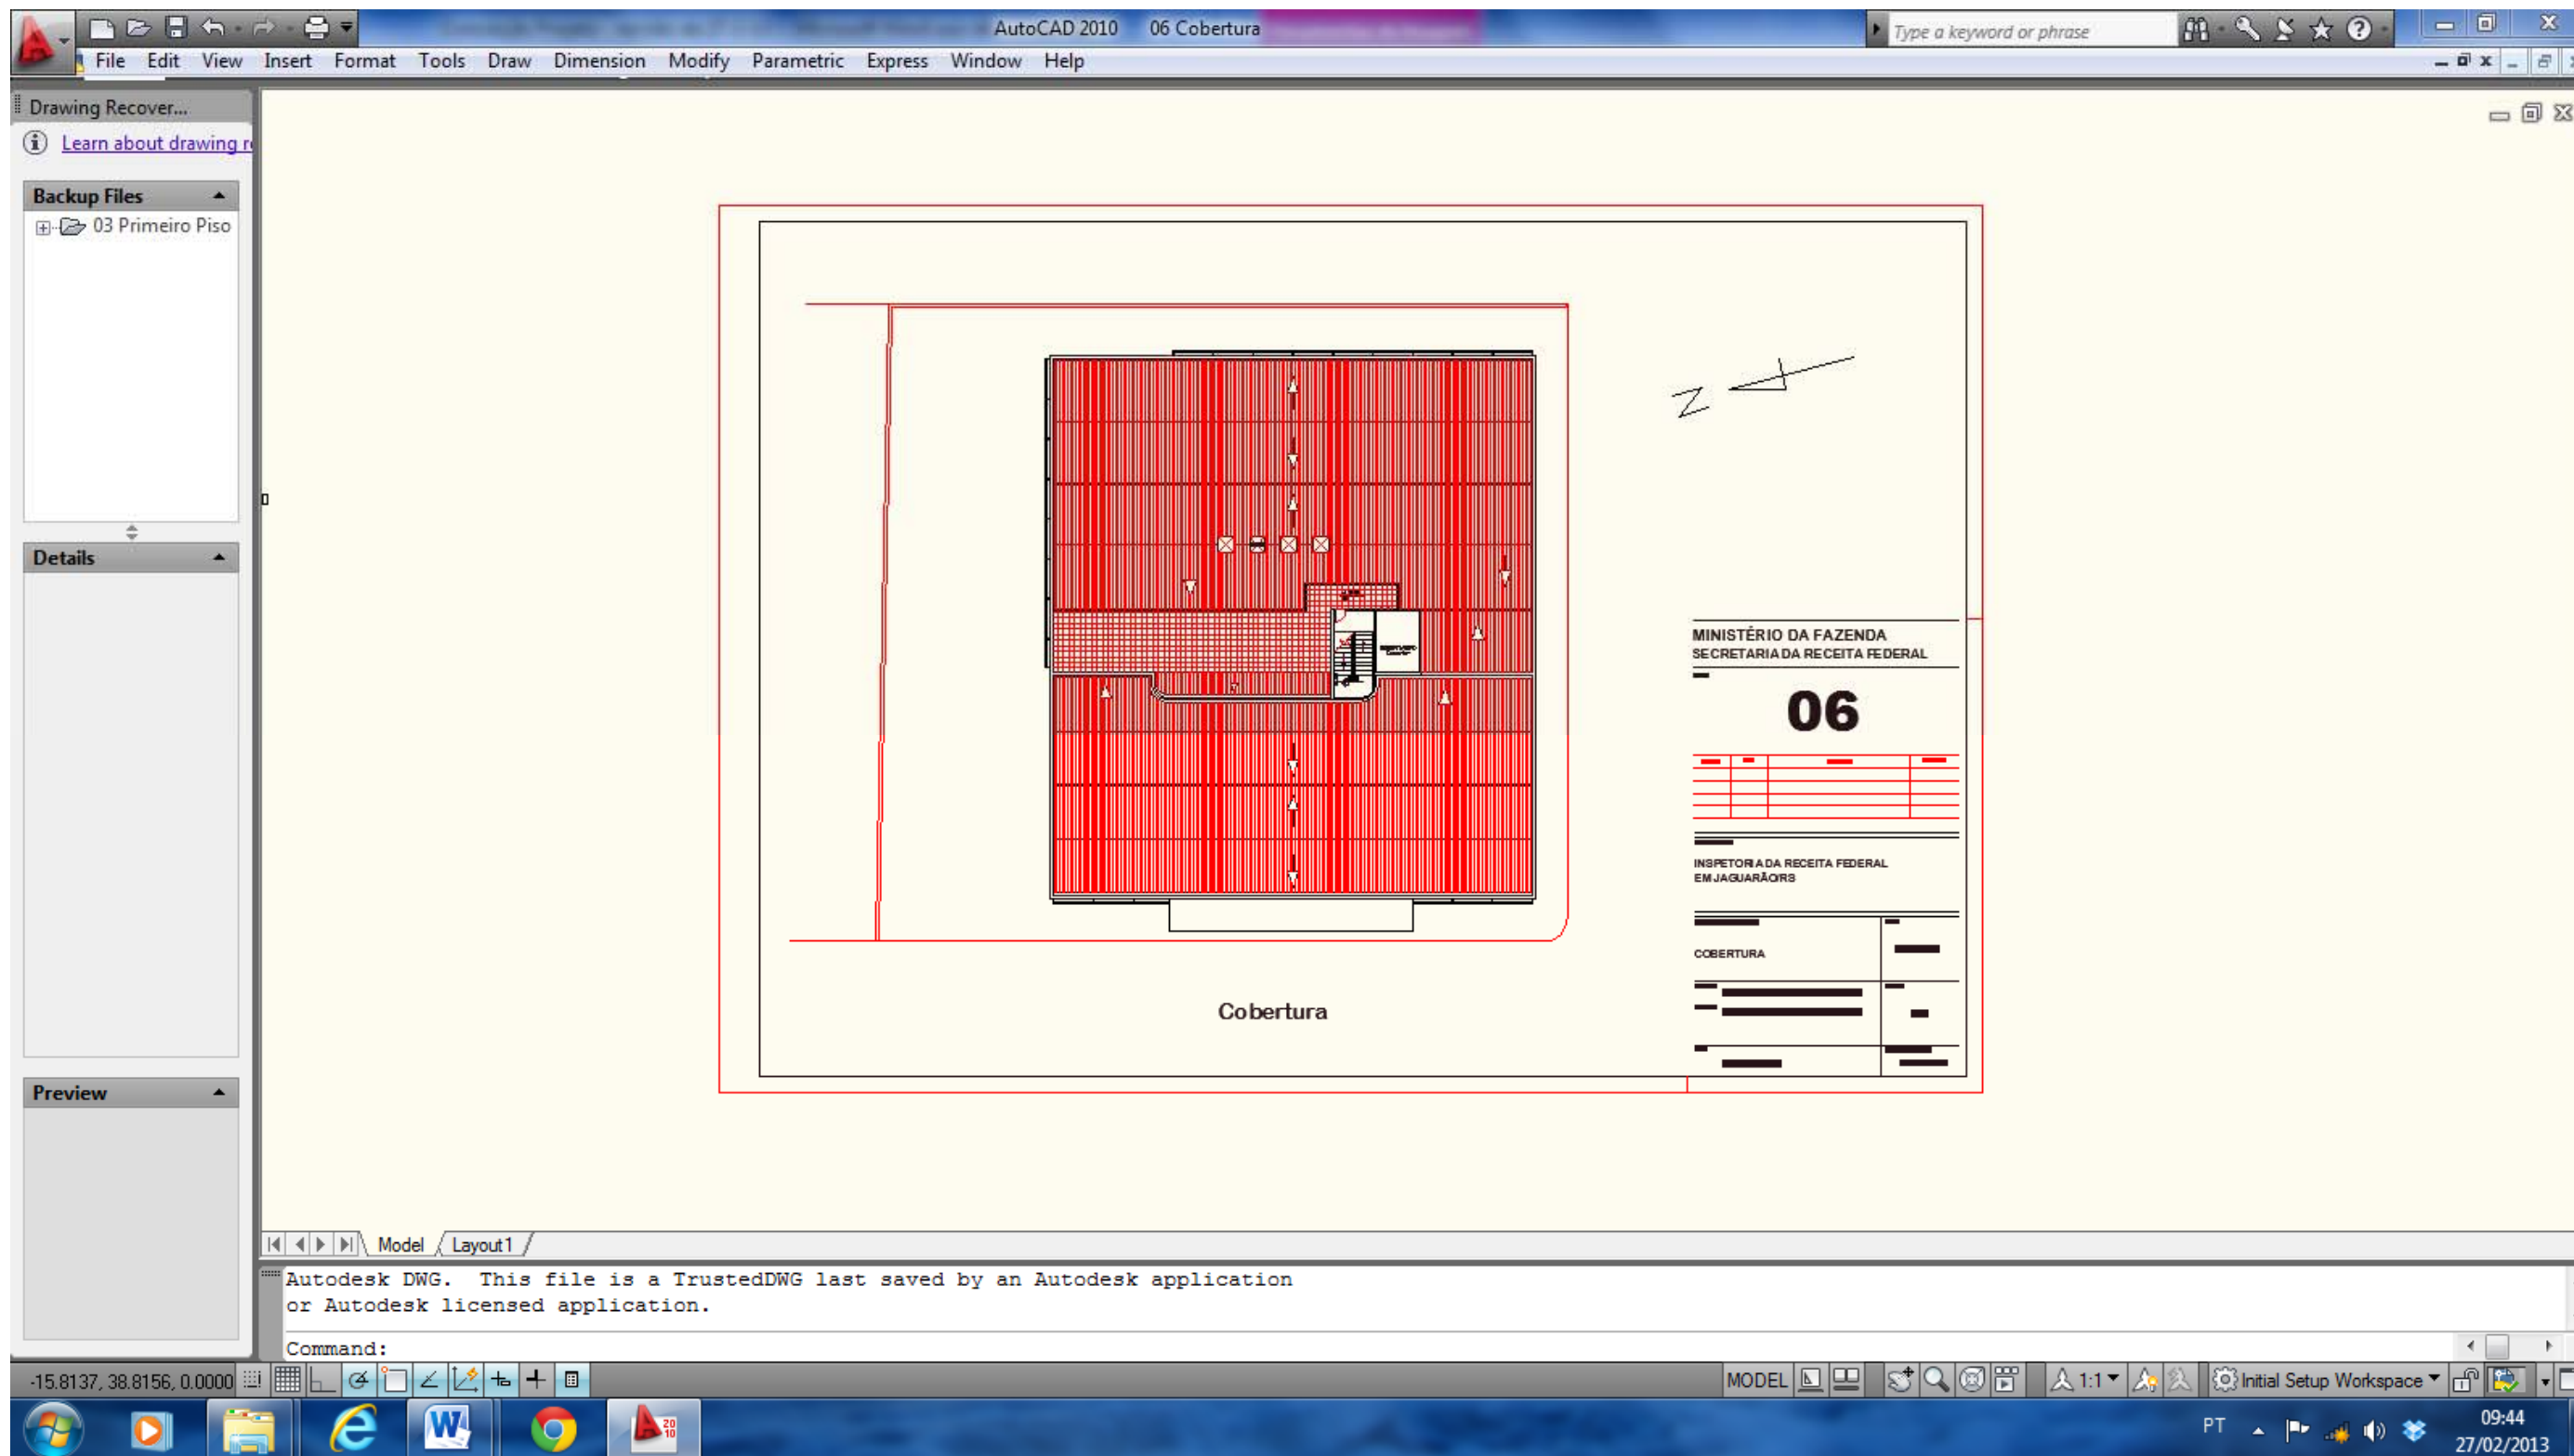 AutoCAD 2010 06 Cobertura
Type a keyword or phrase
File Edit View Insert Format Tools Draw Dimension Modify Parametric Express Window Help
Drawing Recover...
Learn about drawing r
Backup Files
03 Primeiro Piso
Details
Preview
N
MINISTÉRIO DA FAZENDA
SECRETARIA DA RECEITA FEDERAL
06
INSPETORIA DA RECEITA FEDERAL
EM JAGUARÃO/RS
COBERTURA
Cobertura
Model Layout1
Autodesk DWG. This file is a TrustedDWG last saved by an Autodesk application
or Autodesk licensed application.
Command:
-15.8137, 38.8156, 0.0000
MODEL
1:1
Initial Setup Workspace
W
20
10
PT
09:44
27/02/2013